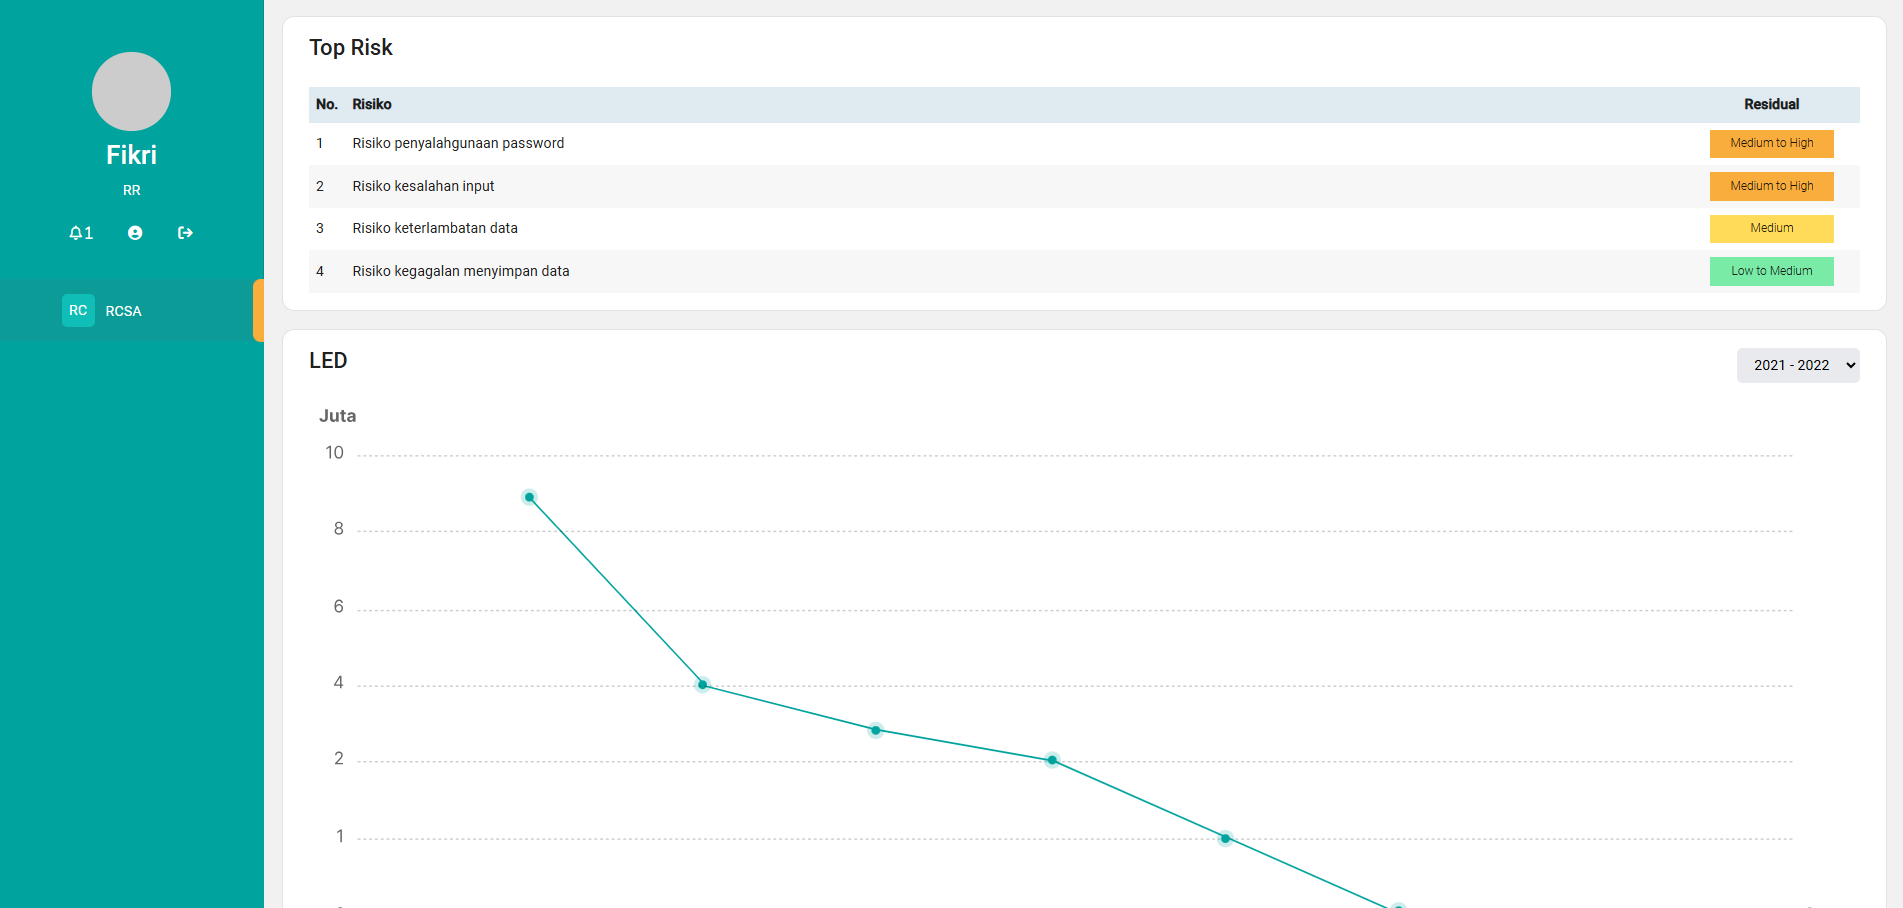 Fikri
RR
1
RC RCSA
Top Risk
No. Risiko Residual
1 Risiko penyalahgunaan password Medium to High
2 Risiko kesalahan input Medium to High
3 Risiko keterlambatan data Medium
4 Risiko kegagalan menyimpan data Low to Medium
LED
2021 - 2022
Juta
10
8
6
4
2
1